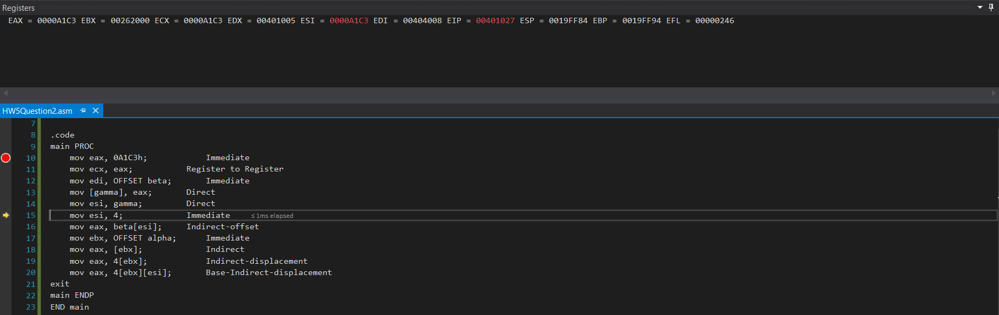 Registers
EAX = 0000A1C3 EBX = 00262000 ECX = 0000A1C3 EDX = 00401005 ESI = 0000A1C3 EDI = 00404008 EIP = 00401027 ESP = 0019FF84 EBP = 0019FF94 EFL = 00000246
HW5Question2.asm
7
8 .code
9 main PROC
10 mov eax, 0A1C3h; Immediate
11 mov ecx, eax; Register to Register
12 mov edi, OFFSET beta; Immediate
13 mov [gamma], eax; Direct
14 mov esi, gamma; Direct
15 mov esi, 4; Immediate ≤ 1ms elapsed
16 mov eax, beta[esi]; Indirect-offset
17 mov ebx, OFFSET alpha; Immediate
18 mov eax, [ebx]; Indirect
19 mov eax, 4[ebx]; Indirect-displacement
20 mov eax, 4[ebx][esi]; Base-Indirect-displacement
21 exit
22 main ENDP
23 END main